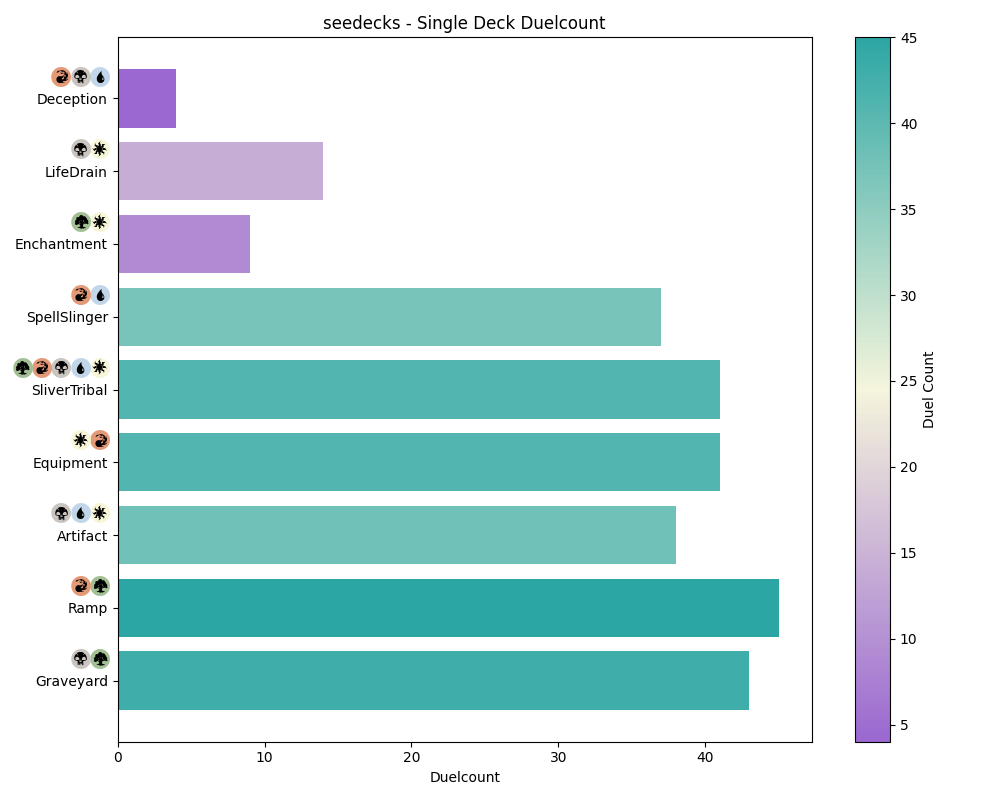 seedecks - Single Deck Duelcount
Deception
LifeDrain
Enchantment
SpellSlinger
SliverTribal
Equipment
Artifact
Ramp
Graveyard
0 10 20 30 40
Duelcount
45
40
35
30
25
20
15
10
5
Duel Count